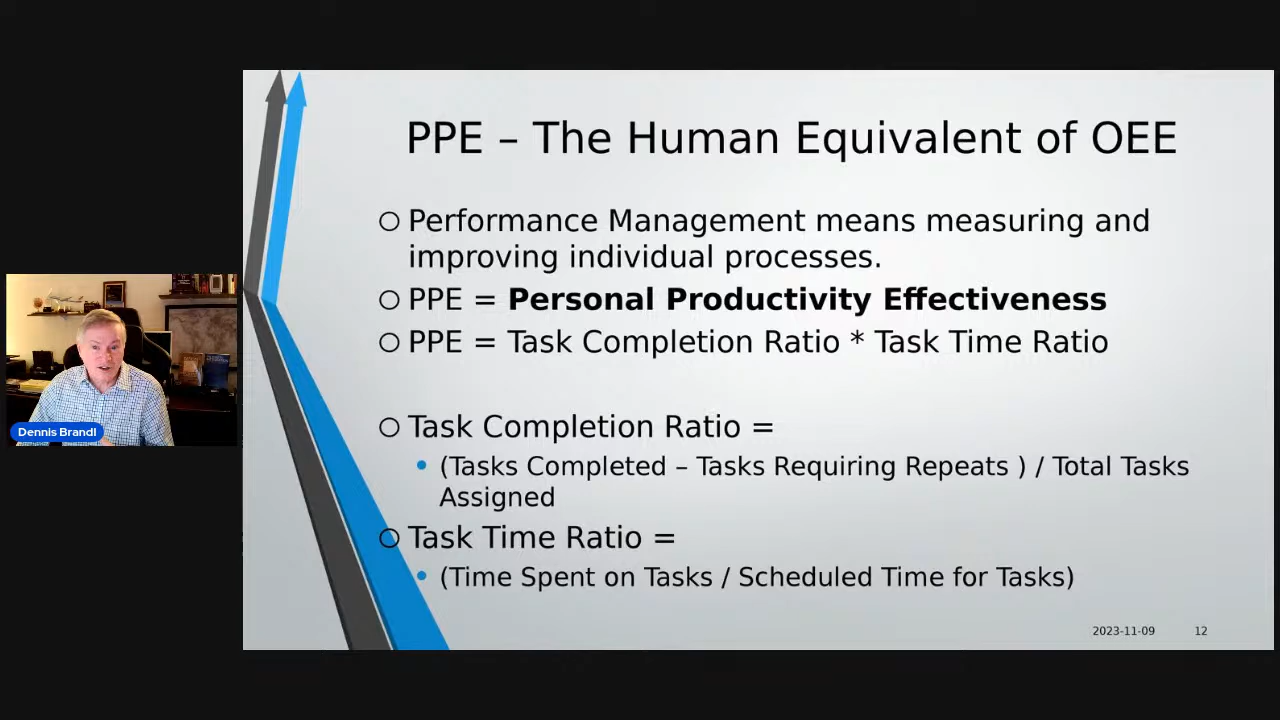 PPE – The Human Equivalent of OEE
○ Performance Management means measuring and
improving individual processes.
○ PPE = Personal Productivity Effectiveness
○ PPE = Task Completion Ratio * Task Time Ratio
○ Task Completion Ratio =
• (Tasks Completed – Tasks Requiring Repeats ) / Total Tasks
Assigned
○ Task Time Ratio =
• (Time Spent on Tasks / Scheduled Time for Tasks)
2023-11-09 12
Dennis Brandl